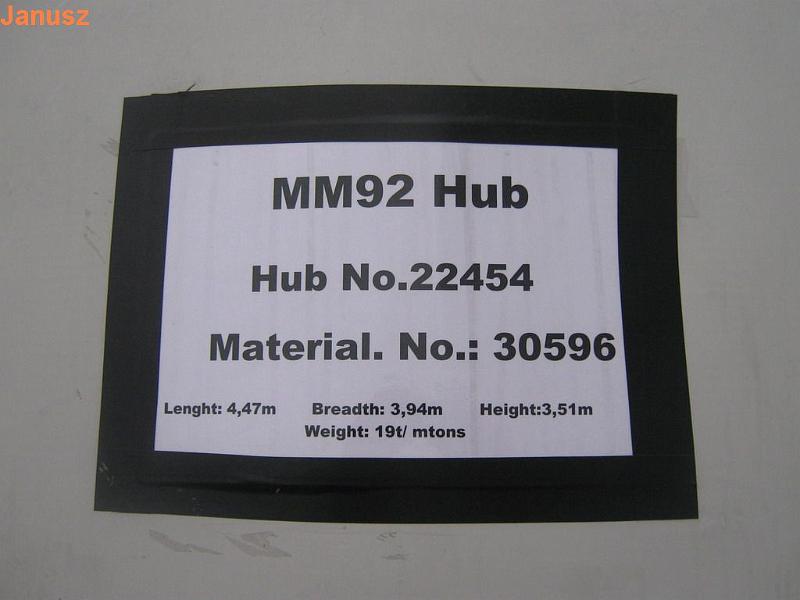 Janusz
MM92 Hub
Hub No.22454
Material. No.: 30596
Lenght: 4,47m Breadth: 3,94m Height:3,51m
Weight: 19t/ mtons